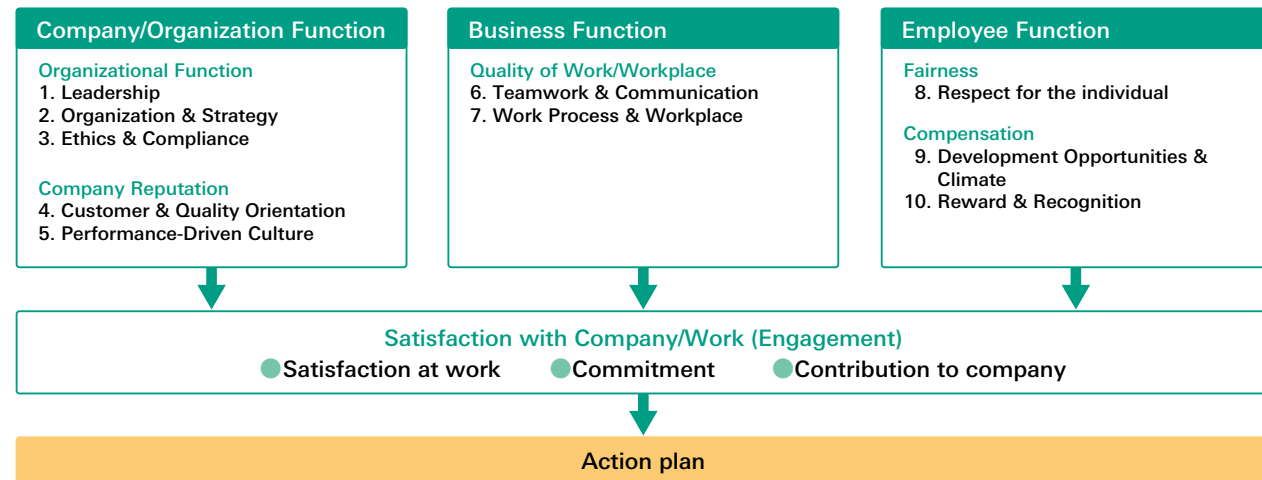 Company/Organization Function
Organizational Function
1. Leadership
2. Organization & Strategy
3. Ethics & Compliance
Company Reputation
4. Customer & Quality Orientation
5. Performance-Driven Culture
Business Function
Quality of Work/Workplace
6. Teamwork & Communication
7. Work Process & Workplace
Employee Function
Fairness
8. Respect for the individual
Compensation
9. Development Opportunities &
Climate
10. Reward & Recognition
Satisfaction with Company/Work (Engagement)
Satisfaction at work Commitment Contribution to company
Action plan